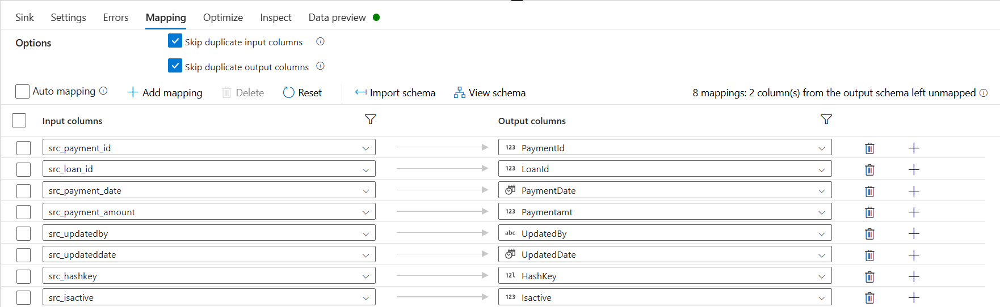 Sink Settings Errors Mapping Optimize Inspect Data preview
Options
Skip duplicate input columns
Skip duplicate output columns
Auto mapping Add mapping Delete Reset Import schema View schema 8 mappings: 2 column(s) from the output schema left unmapped
Input columns Output columns
src_payment_id 123 PaymentId
src_loan_id 123 LoanId
src_payment_date PaymentDate
src_payment_amount 123 Paymentamt
src_updatedby abc UpdatedBy
src_updateddate UpdatedDate
src_hashkey 12l HashKey
src_isactive 123 Isactive